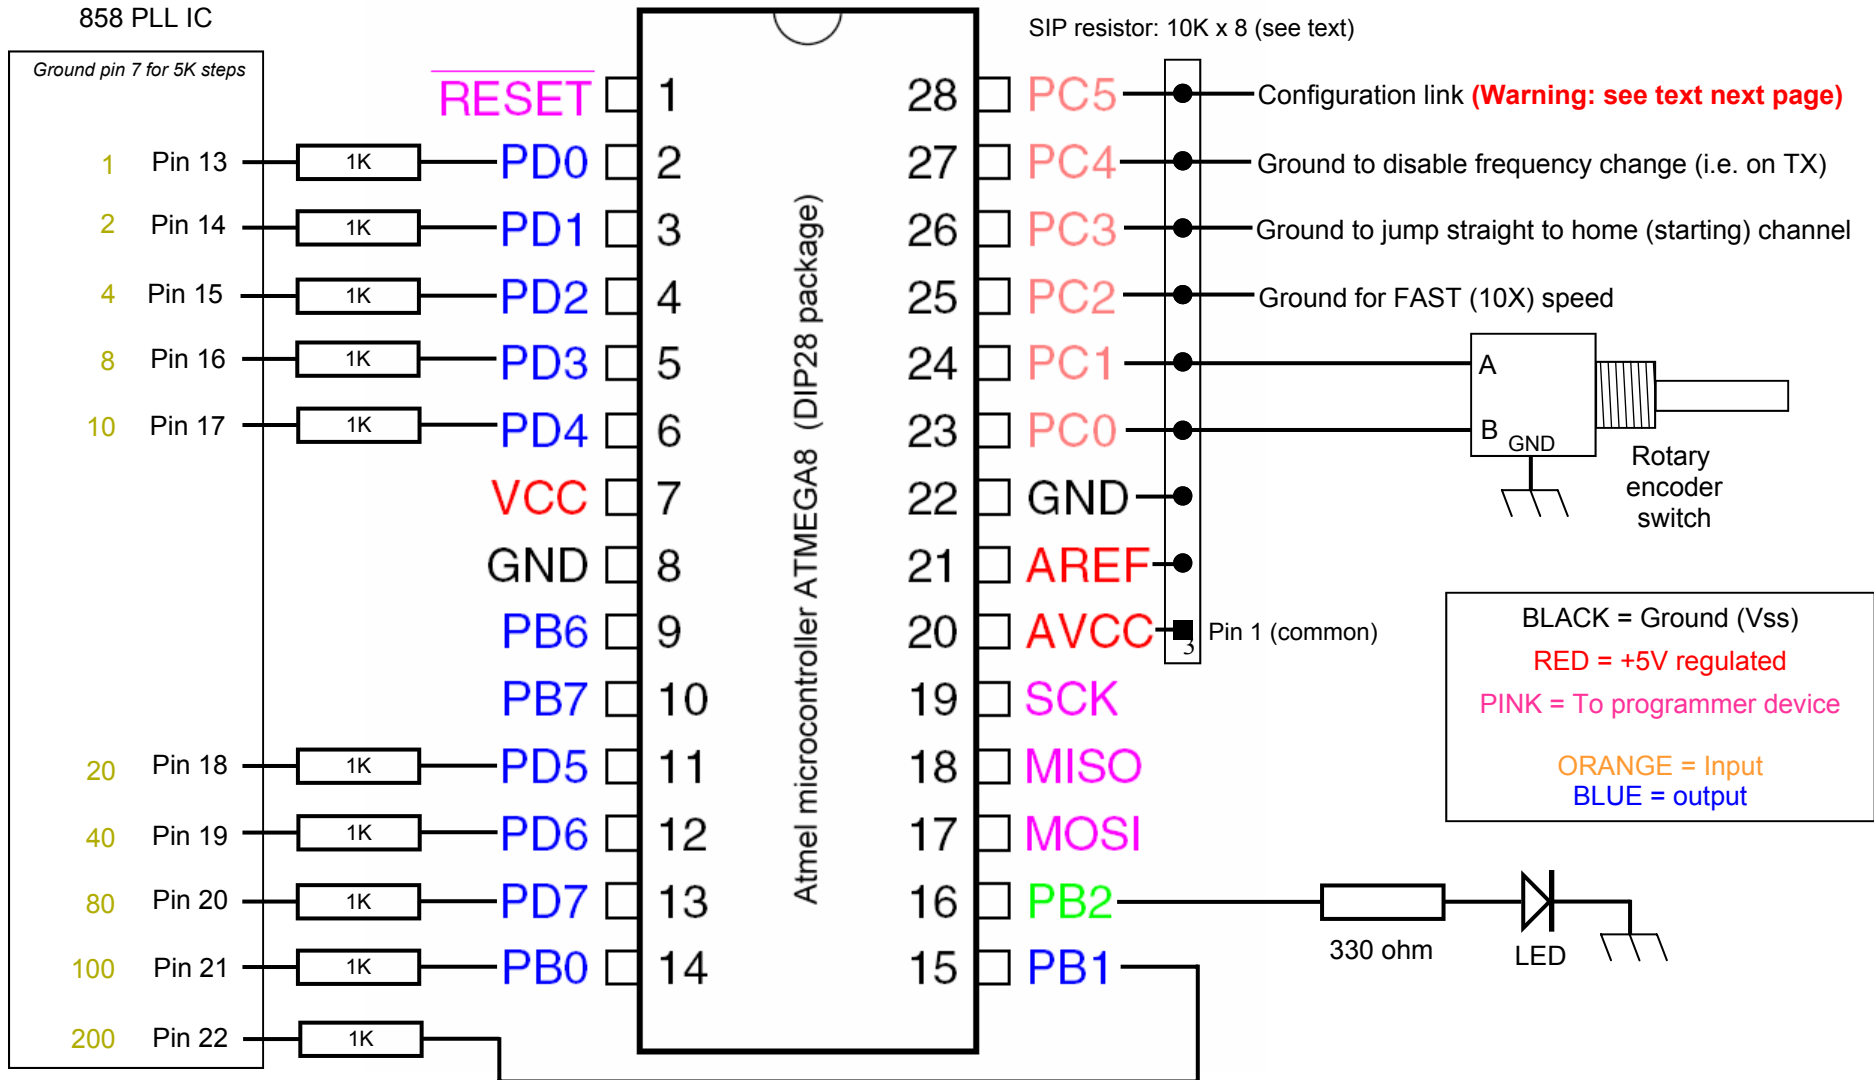 858 PLL IC
Ground pin 7 for 5K steps
SIP resistor: 10K x 8 (see text)
RESET 1
28 PC5
Configuration link (Warning: see text next page)
1 Pin 13 1K PD0 2
27 PC4
Ground to disable frequency change (i.e. on TX)
2 Pin 14 1K PD1 3
26 PC3
Ground to jump straight to home (starting) channel
4 Pin 15 1K PD2 4
25 PC2
Ground for FAST (10X) speed
8 Pin 16 1K PD3 5
24 PC1
A
10 Pin 17 1K PD4 6
23 PC0
B
GND
Rotary
encoder
switch
VCC 7
22 GND
GND 8
21 AREF
PB6 9
20 AVCC
3
Pin 1 (common)
PB7 10
19 SCK
20 Pin 18 1K PD5 11
18 MISO
40 Pin 19 1K PD6 12
17 MOSI
80 Pin 20 1K PD7 13
16 PB2
330 ohm
LED
100 Pin 21 1K PB0 14
15 PB1
200 Pin 22 1K
Atmel microcontroller ATMEGA8 (DIP28 package)
BLACK = Ground (Vss)
RED = +5V regulated
PINK = To programmer device
ORANGE = Input
BLUE = output